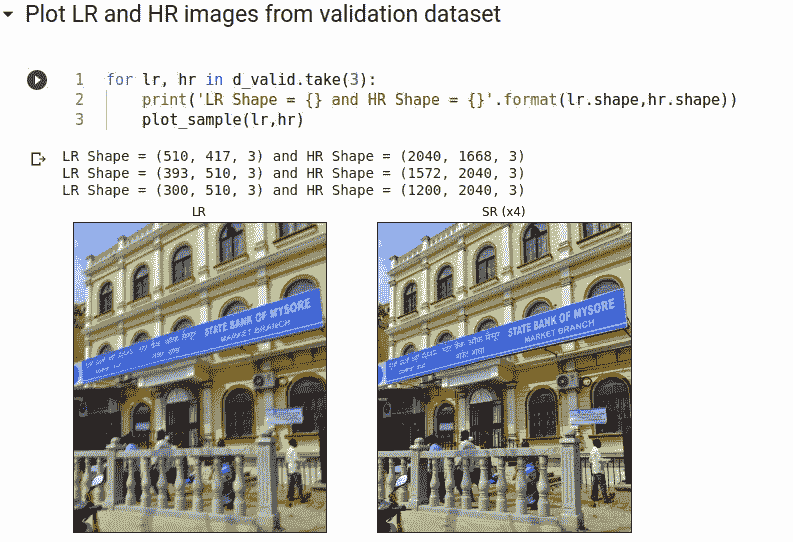 Plot LR and HR images from validation dataset
1 for lr, hr in d_valid.take(3):
2 print('LR Shape = {} and HR Shape = {}'.format(lr.shape,hr.shape))
3 plot_sample(lr,hr)
LR Shape = (510, 417, 3) and HR Shape = (2040, 1668, 3)
LR Shape = (393, 510, 3) and HR Shape = (1572, 2040, 3)
LR Shape = (300, 510, 3) and HR Shape = (1200, 2040, 3)
LR
SR (x4)
STATE BANK OF MYSORE
MARKET BRANCH
STATE BANK OF MYSORE
MARKET BRANCH